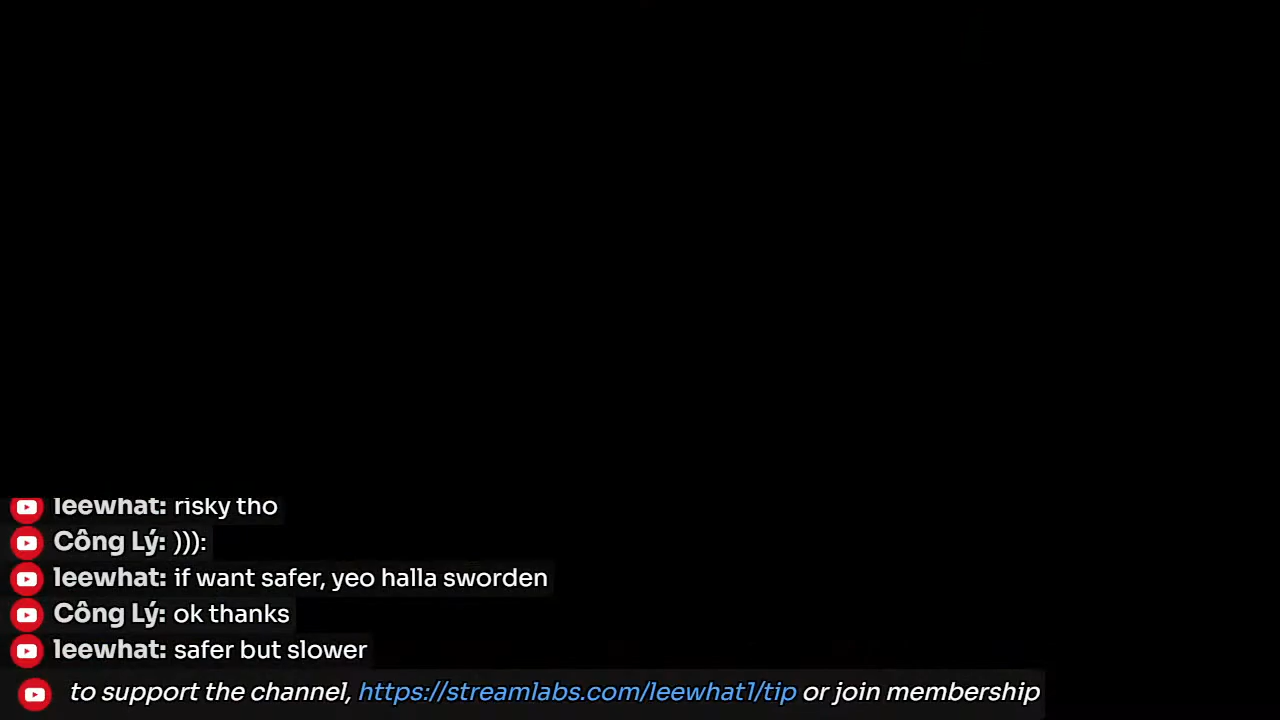 leewhat: risky tho
Công Lý: ))):
leewhat: if want safer, yeo halla sworden
Công Lý: ok thanks
leewhat: safer but slower
to support the channel, https://streamlabs.com/leewhat1/tip or join membership